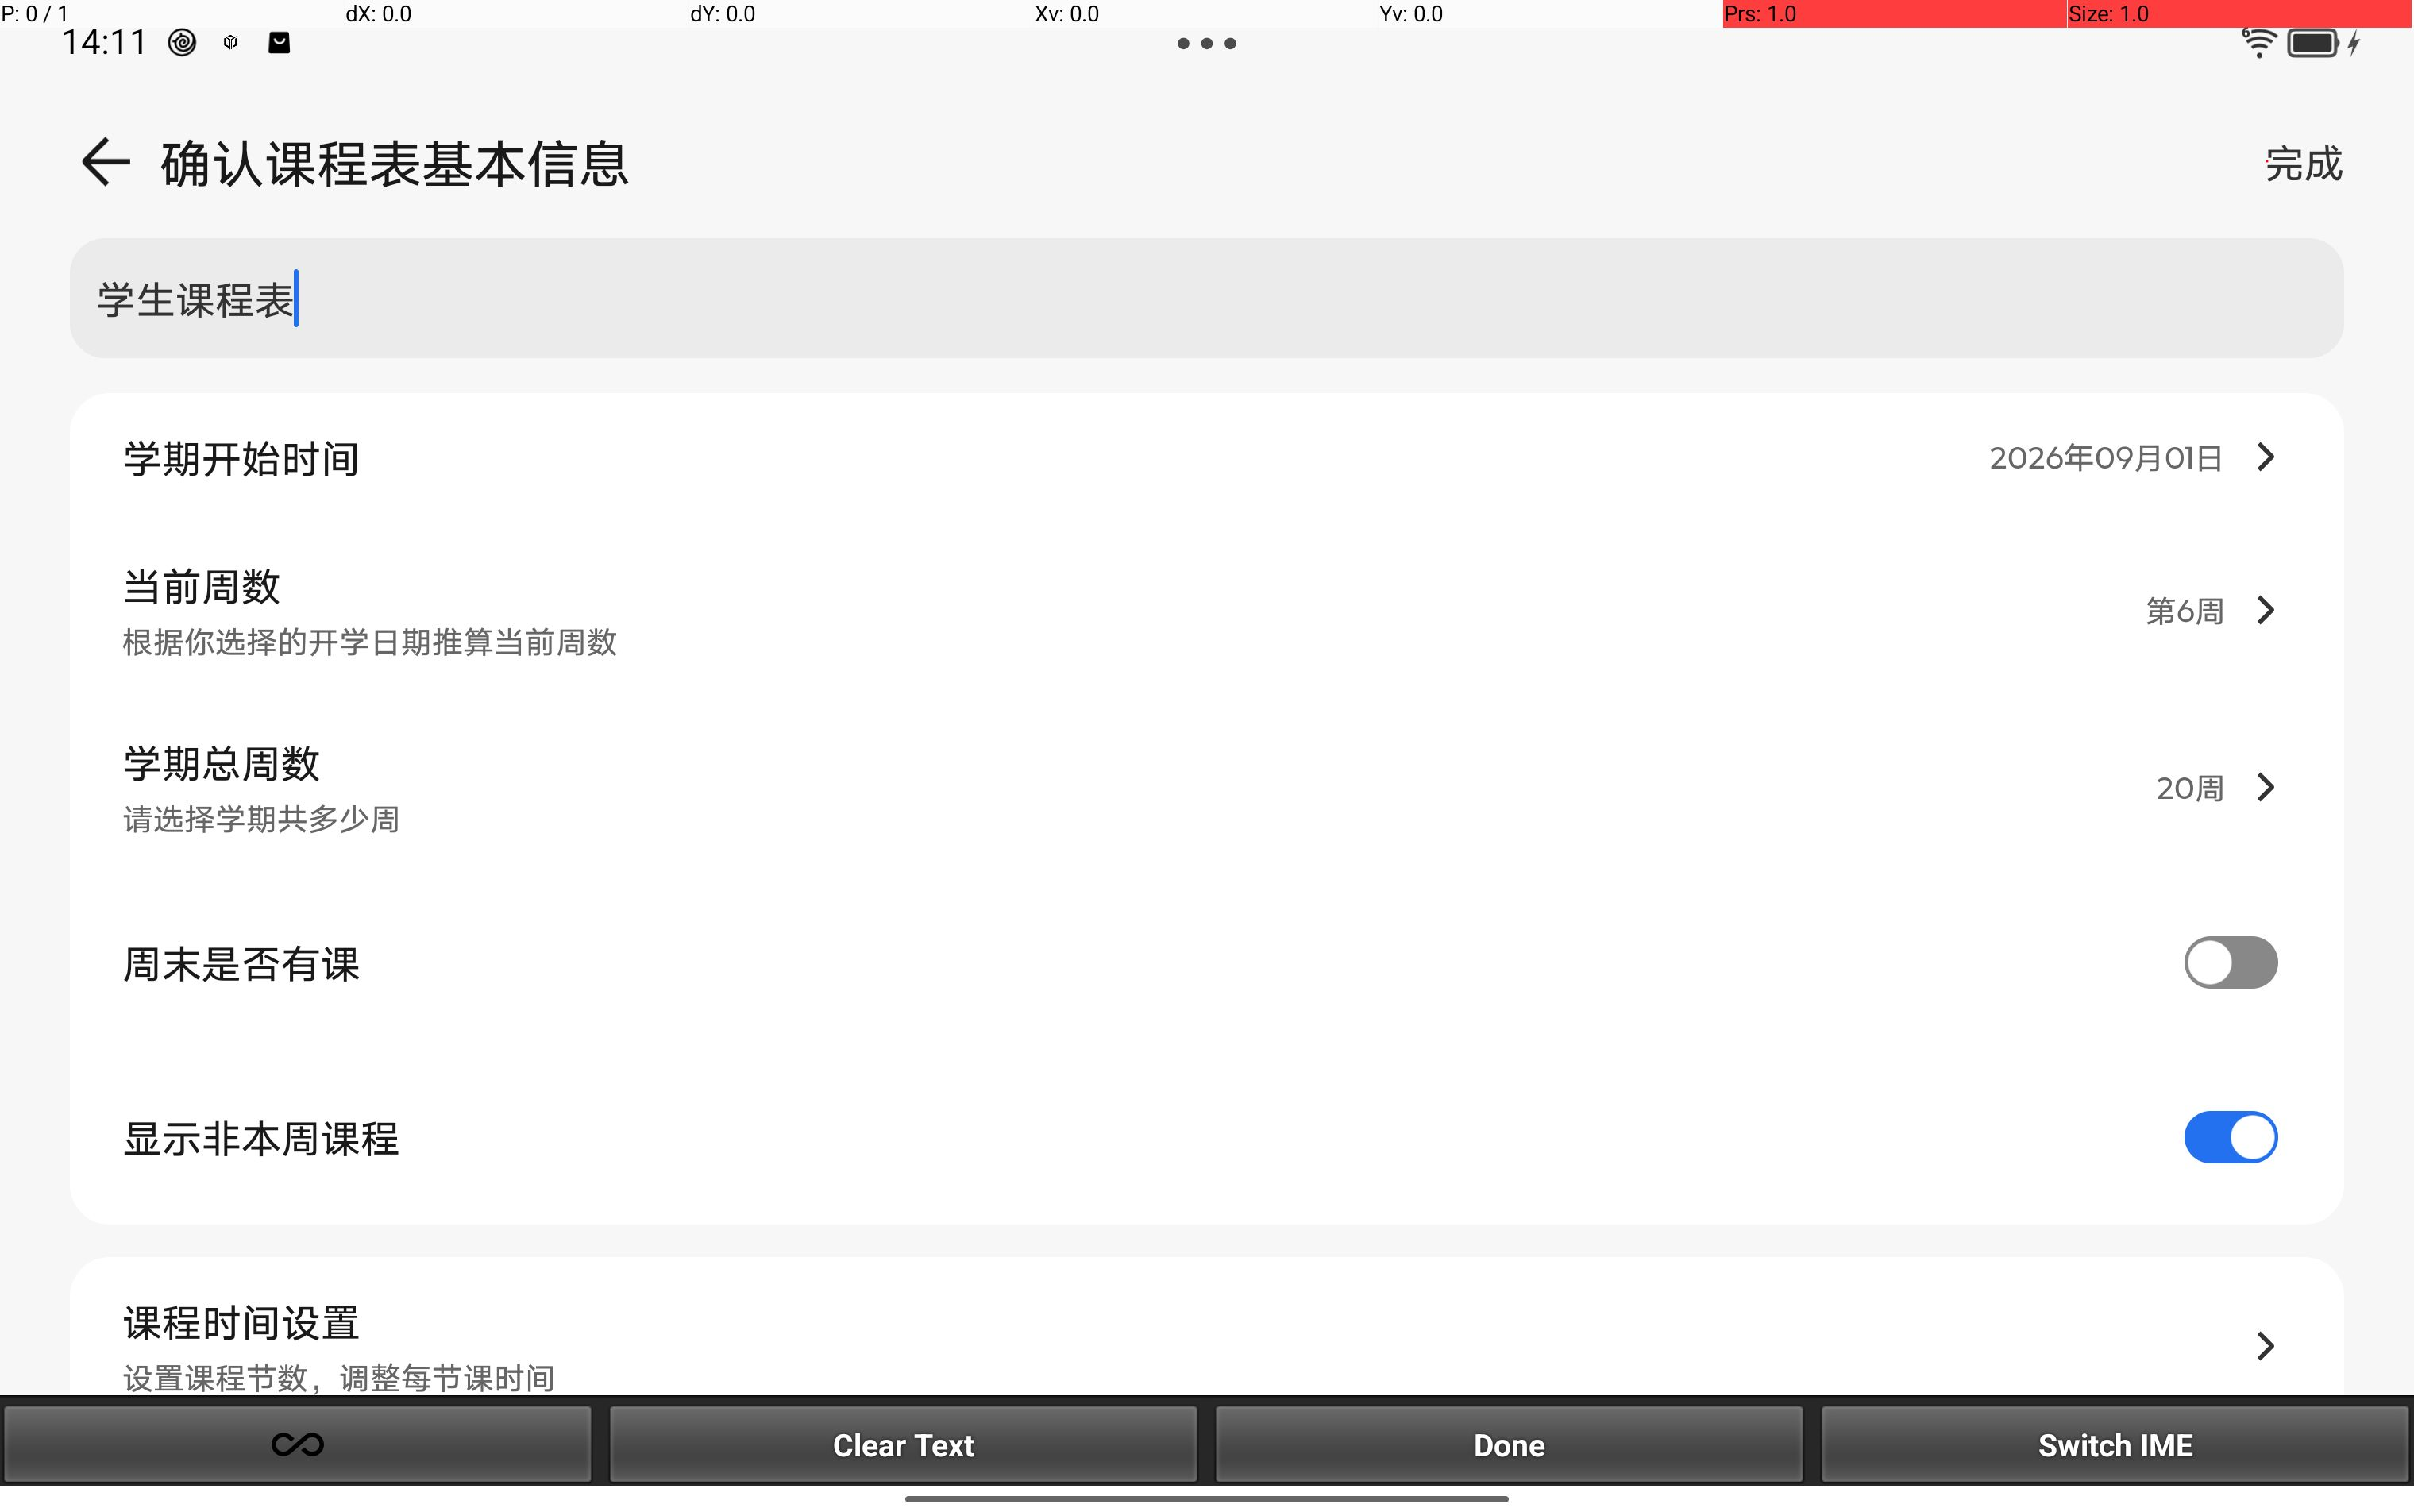 P: 0 / 1 dX: 0.0 dY: 0.0 Xv: 0.0 Yv: 0.0 Prs: 1.0 Size: 1.0
14:11 6
确认课程表基本信息 完成
学生课程表
学期开始时间 2026年09月01日
当前周数 第6周
根据你选择的开学日期推算当前周数
学期总周数 20周
请选择学期共多少周
周末是否有课
显示非本周课程
课程时间设置
设置课程节数，调整每节课时间
Clear Text Done Switch IME